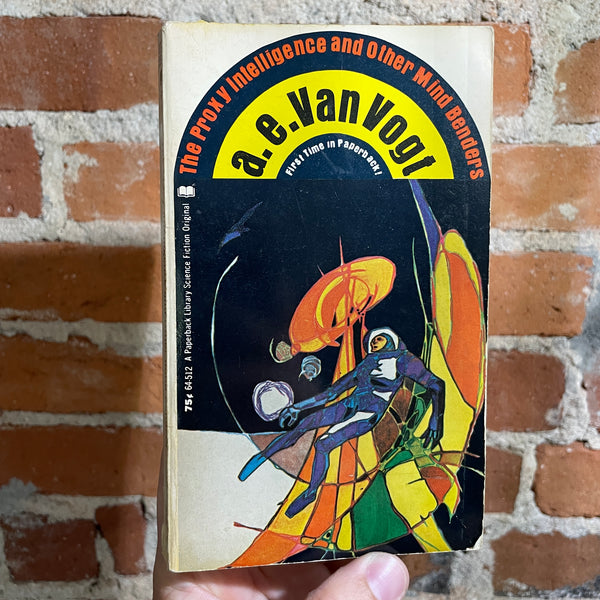 The Proxy Intelligence and Other Mind Benders
a.e.Van Vogt
First Time in Paperback!
75¢ 64-512 A Paperback Library Science Fiction Original